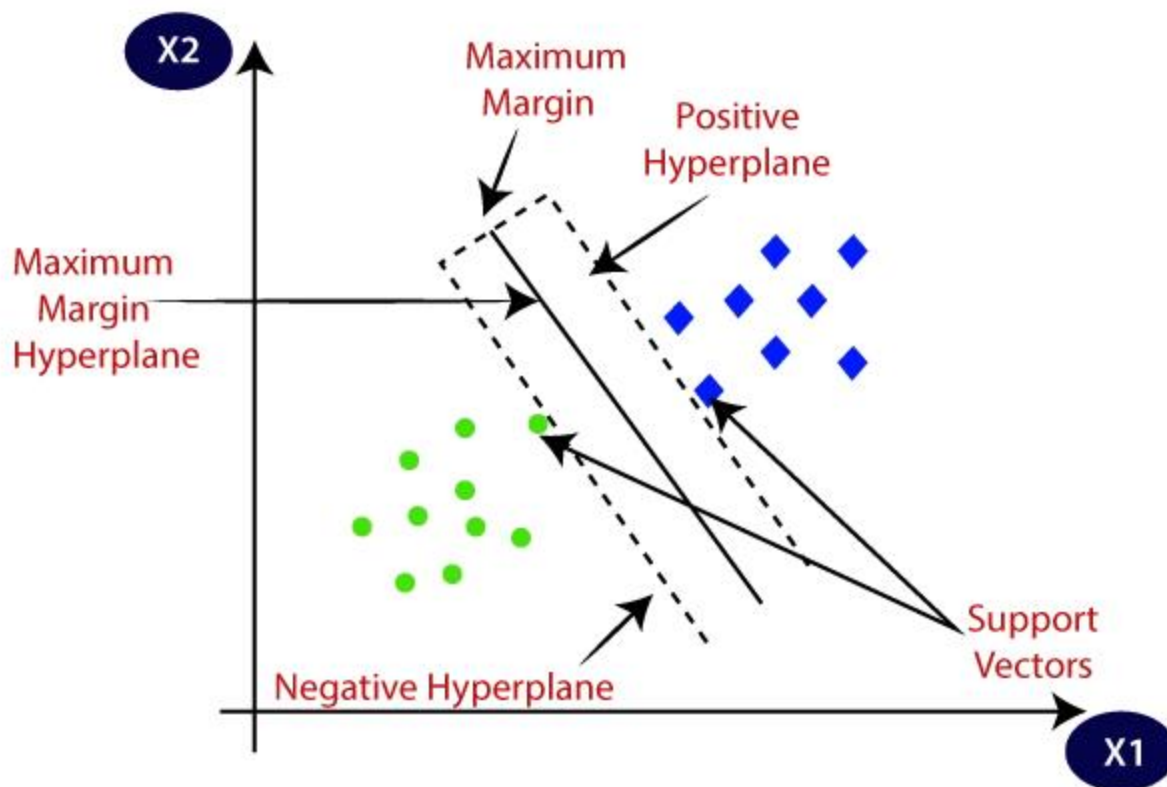 X2
Maximum
Margin
Positive
Hyperplane
Maximum
Margin
Hyperplane
Support
Vectors
Negative Hyperplane
X1